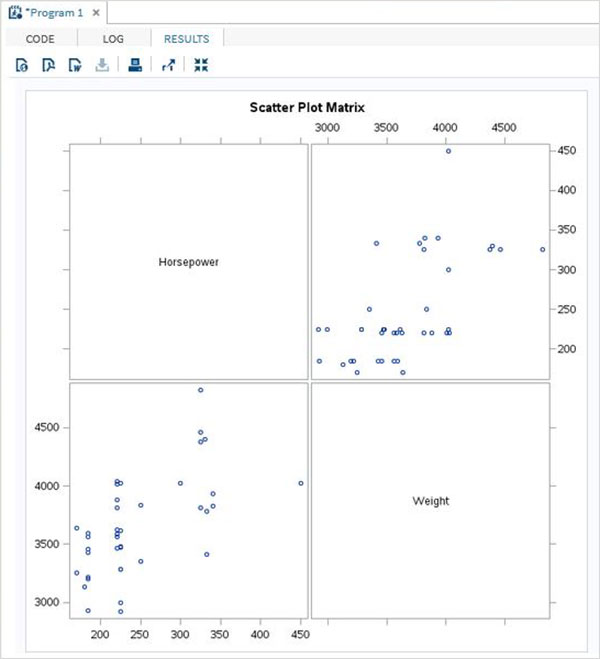 *Program 1 ×
CODE LOG RESULTS
Scatter Plot Matrix
3000 3500 4000 4500
450
400
350
Horsepower
300
250
200
4500
4000
Weight
3500
3000
200 250 300 350 400 450